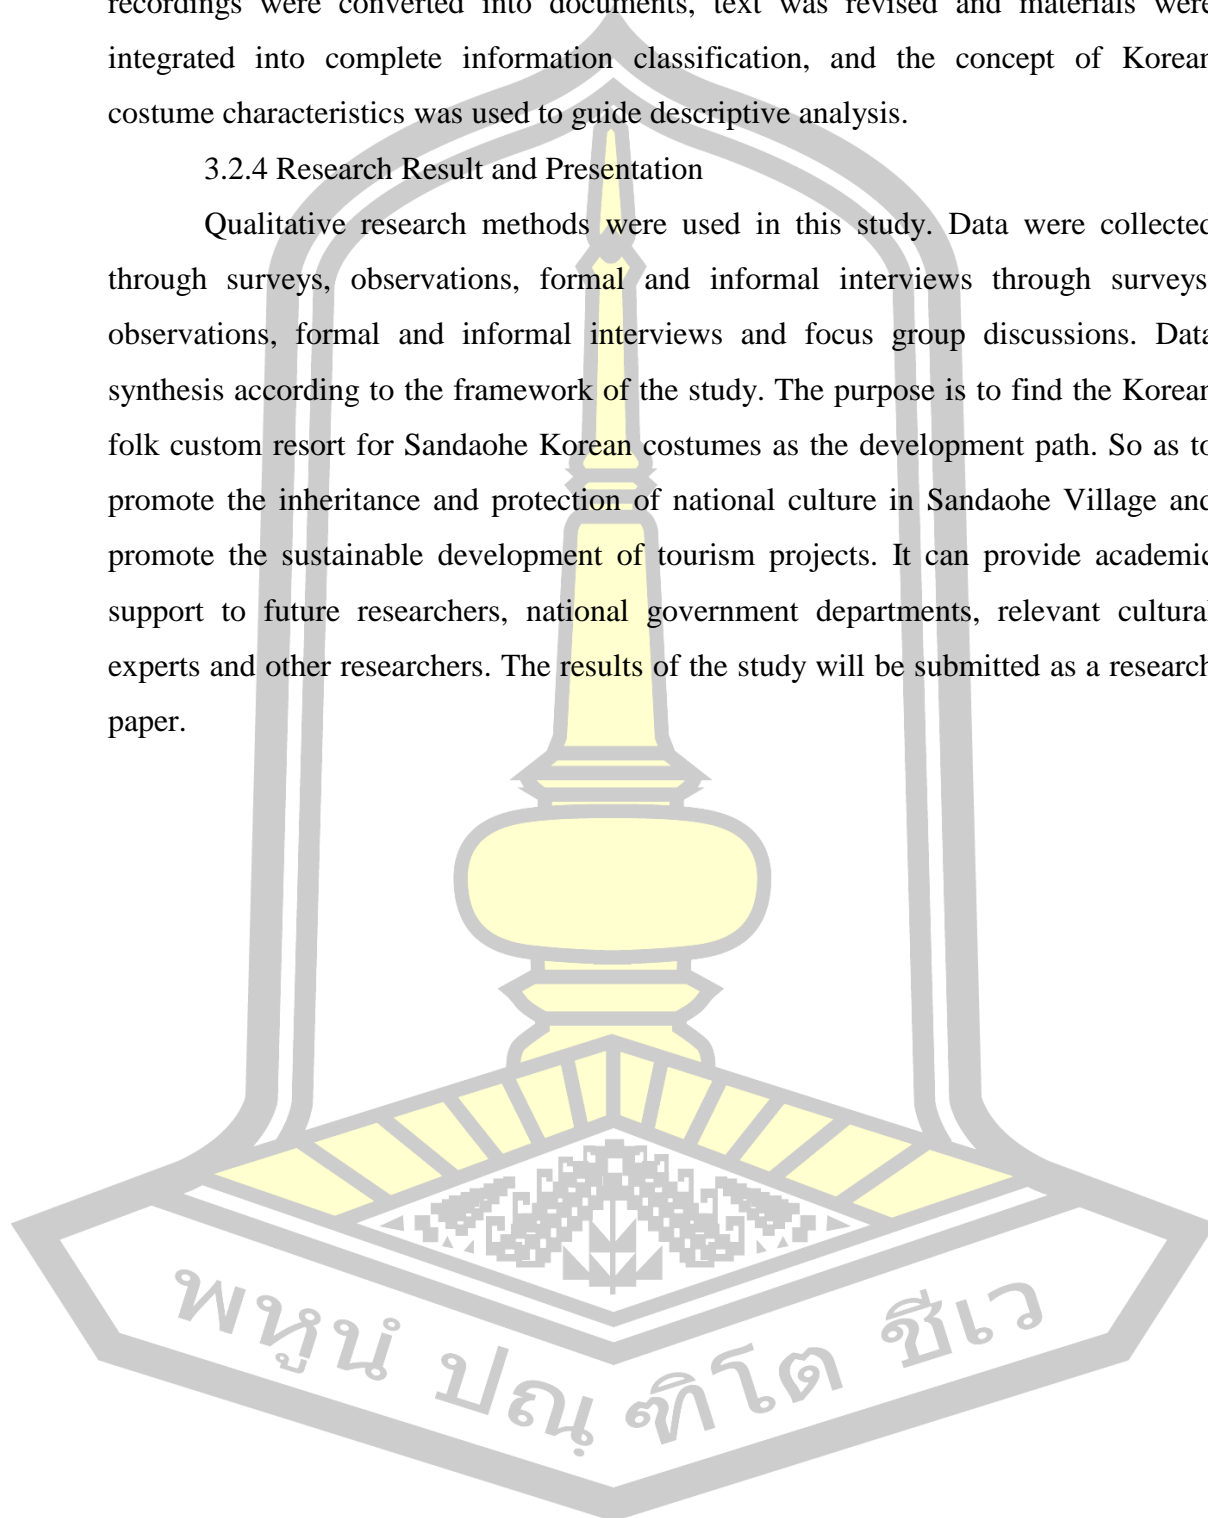 recordings were converted into documents, text was revised and materials were
integrated into complete information classification, and the concept of Korean
costume characteristics was used to guide descriptive analysis.
3.2.4 Research Result and Presentation
Qualitative research methods were used in this study. Data were collected
through surveys, observations, formal and informal interviews through surveys,
observations, formal and informal interviews and focus group discussions. Data
synthesis according to the framework of the study. The purpose is to find the Korean
folk custom resort for Sandaohe Korean costumes as the development path. So as to
promote the inheritance and protection of national culture in Sandaohe Village and
promote the sustainable development of tourism projects. It can provide academic
support to future researchers, national government departments, relevant cultural
experts and other researchers. The results of the study will be submitted as a research
paper.
พหูนํ ปณฺฑิโต ชีเว